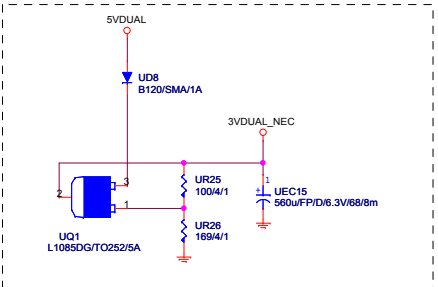 5VDUAL
UD8
B120/SMA/1A
3VDUAL_NEC
UR25
100/4/1
1
UEC15
+
560u/FP/D/6.3V/68/8m
3
2
1
UR26
169/4/1
UQ1
L1085DG/TO252/5A